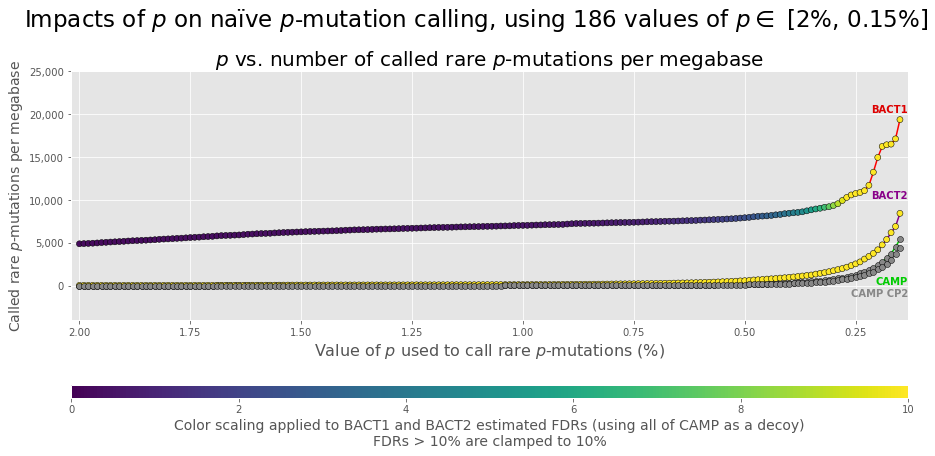 Impacts of p on naïve p-mutation calling, using 186 values of p ∈ [2%, 0.15%]
p vs. number of called rare p-mutations per megabase
Called rare p-mutations per megabase
25,000
20,000
15,000
10,000
5,000
0
BACT1
BACT2
CAMP
CAMP CP2
2.00 1.75 1.50 1.25 1.00 0.75 0.50 0.25
Value of p used to call rare p-mutations (%)
0 2 4 6 8 10
Color scaling applied to BACT1 and BACT2 estimated FDRs (using all of CAMP as a decoy)
FDRs > 10% are clamped to 10%